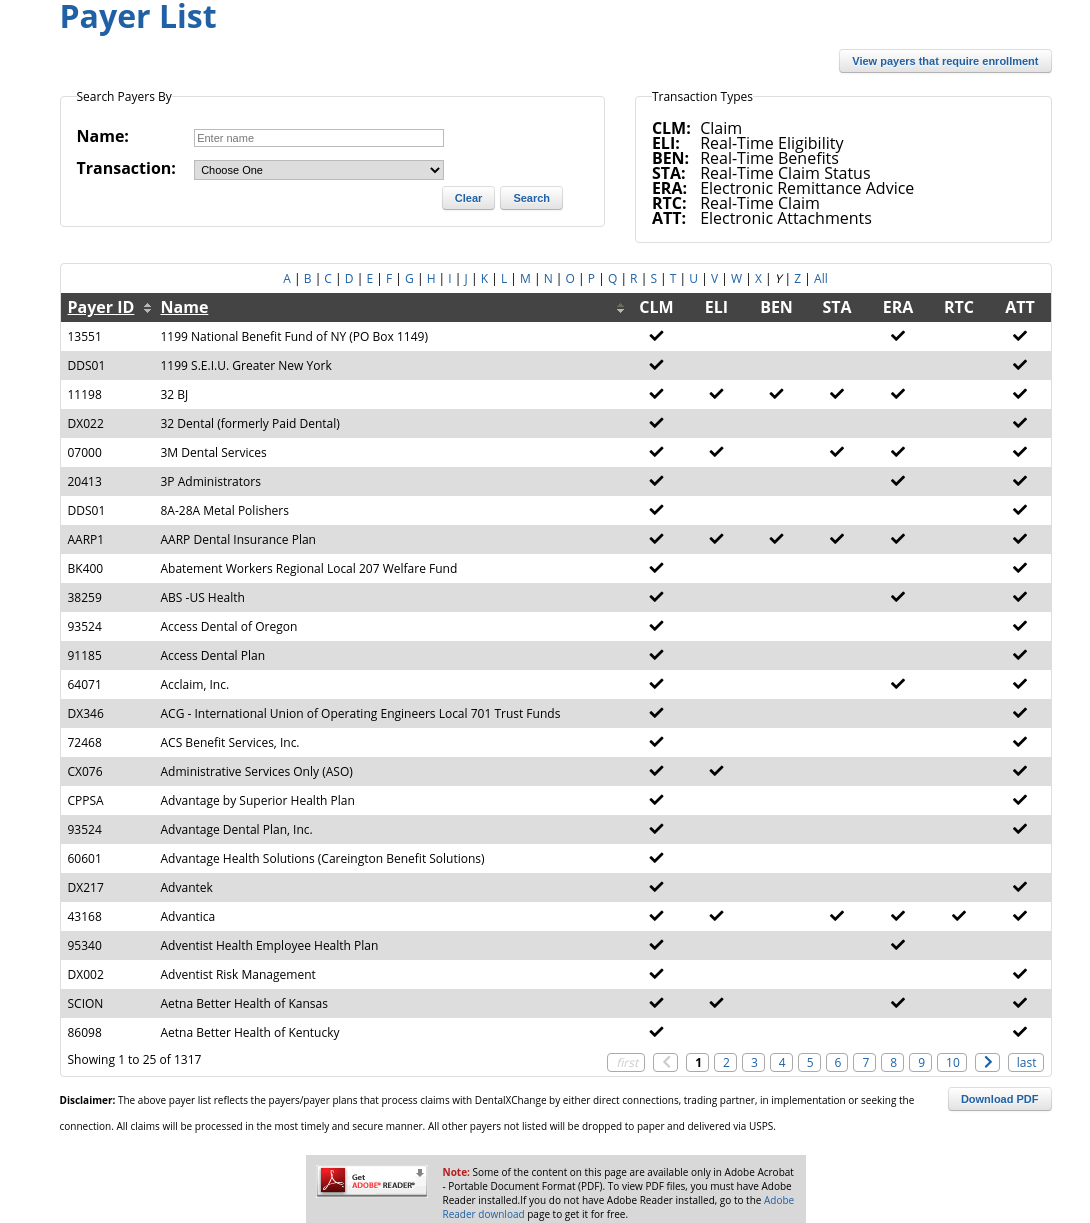 Payer List
View payers that require enrollment
Search Payers By
Name:
Enter name
Transaction:
Choose One
Clear Search
Transaction Types
CLM: Claim
ELI: Real-Time Eligibility
BEN: Real-Time Benefits
STA: Real-Time Claim Status
ERA: Electronic Remittance Advice
RTC: Real-Time Claim
ATT: Electronic Attachments
A | B | C | D | E | F | G | H | I | J | K | L | M | N | O | P | Q | R | S | T | U | V | W | X | Y | Z | All
Payer ID Name CLM ELI BEN STA ERA RTC ATT
13551 1199 National Benefit Fund of NY (PO Box 1149) ✔ ✔ ✔
DDS01 1199 S.E.I.U. Greater New York ✔ ✔
11198 32 BJ ✔ ✔ ✔ ✔ ✔ ✔
DX022 32 Dental (formerly Paid Dental) ✔ ✔
07000 3M Dental Services ✔ ✔ ✔ ✔ ✔
20413 3P Administrators ✔ ✔ ✔
DDS01 8A-28A Metal Polishers ✔ ✔
AARP1 AARP Dental Insurance Plan ✔ ✔ ✔ ✔ ✔ ✔
BK400 Abatement Workers Regional Local 207 Welfare Fund ✔ ✔
38259 ABS -US Health ✔ ✔ ✔
93524 Access Dental of Oregon ✔ ✔
91185 Access Dental Plan ✔ ✔
64071 Acclaim, Inc. ✔ ✔ ✔
DX346 ACG - International Union of Operating Engineers Local 701 Trust Funds ✔ ✔
72468 ACS Benefit Services, Inc. ✔ ✔
CX076 Administrative Services Only (ASO) ✔ ✔ ✔
CPPSA Advantage by Superior Health Plan ✔ ✔
93524 Advantage Dental Plan, Inc. ✔ ✔
60601 Advantage Health Solutions (Careington Benefit Solutions) ✔
DX217 Advantek ✔ ✔
43168 Advantica ✔ ✔ ✔ ✔ ✔ ✔
95340 Adventist Health Employee Health Plan ✔ ✔
DX002 Adventist Risk Management ✔ ✔
SCION Aetna Better Health of Kansas ✔ ✔ ✔ ✔
86098 Aetna Better Health of Kentucky ✔ ✔
Showing 1 to 25 of 1317 first 1 2 3 4 5 6 7 8 9 10 last
Disclaimer: The above payer list reflects the payers/payer plans that process claims with DentalXChange by either direct connections, trading partner, in implementation or seeking the
connection. All claims will be processed in the most timely and secure manner. All other payers not listed will be dropped to paper and delivered via USPS.
Download PDF
Get
ADOBE® READER®
Note: Some of the content on this page are available only in Adobe Acrobat
- Portable Document Format (PDF). To view PDF files, you must have Adobe
Reader installed.If you do not have Adobe Reader installed, go to the Adobe
Reader download page to get it for free.